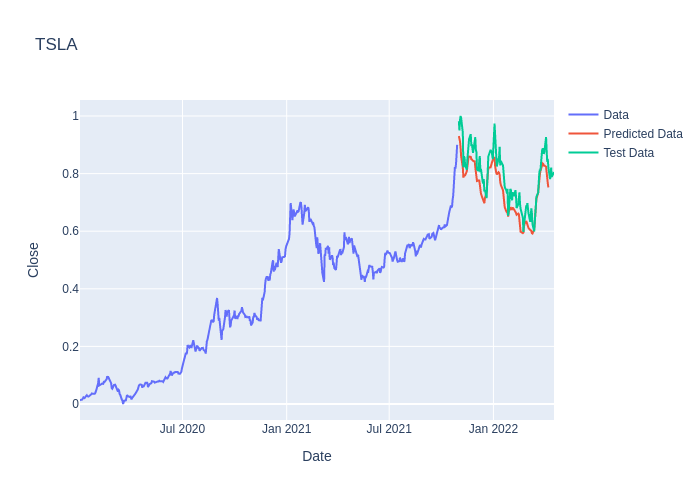 TSLA
Close
1
0.8
0.6
0.4
0.2
0
Jul 2020
Jan 2021
Jul 2021
Jan 2022
Date
Data
Predicted Data
Test Data